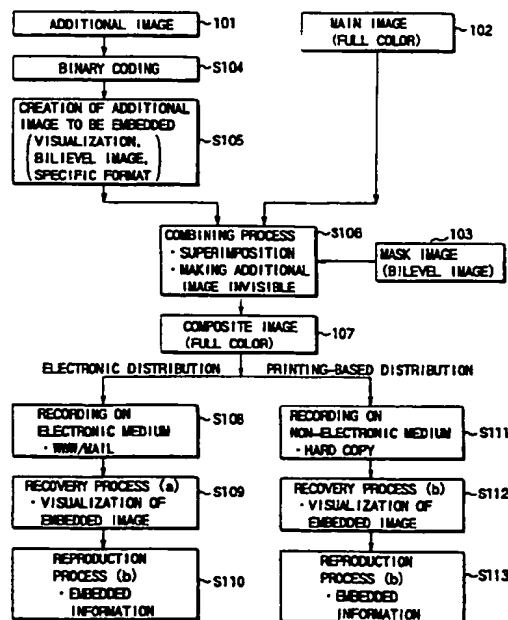 ADDITIONAL IMAGE
101
MAIN IMAGE
(FULL COLOR)
102
BINARY CODING
S104
CREATION OF ADDITIONAL
IMAGE TO BE EMBEDDED
(VISUALIZATION,
BILEVEL IMAGE,
SPECIFIC FORMAT)
S105
COMBINING PROCESS
・SUPERIMPOSITION
・MAKING ADDITIONAL
IMAGE INVISIBLE
S106
103
MASK IMAGE
(BILEVEL IMAGE)
COMPOSITE IMAGE
(FULL COLOR)
107
ELECTRONIC DISTRIBUTION
PRINTING-BASED DISTRIBUTION
RECORDING ON
ELECTRONIC MEDIUM
・WWW/MAIL
S108
RECORDING ON
NON-ELECTRONIC MEDIUM
・HARD COPY
S111
RECOVERY PROCESS (a)
・VISUALIZATION OF
EMBEDDED IMAGE
S109
RECOVERY PROCESS (b)
・VISUALIZATION OF
EMBEDDED IMAGE
S112
REPRODUCTION
PROCESS (b)
・EMBEDDED
INFORMATION
S110
REPRODUCTION
PROCESS (b)
・EMBEDDED
INFORMATION
S113